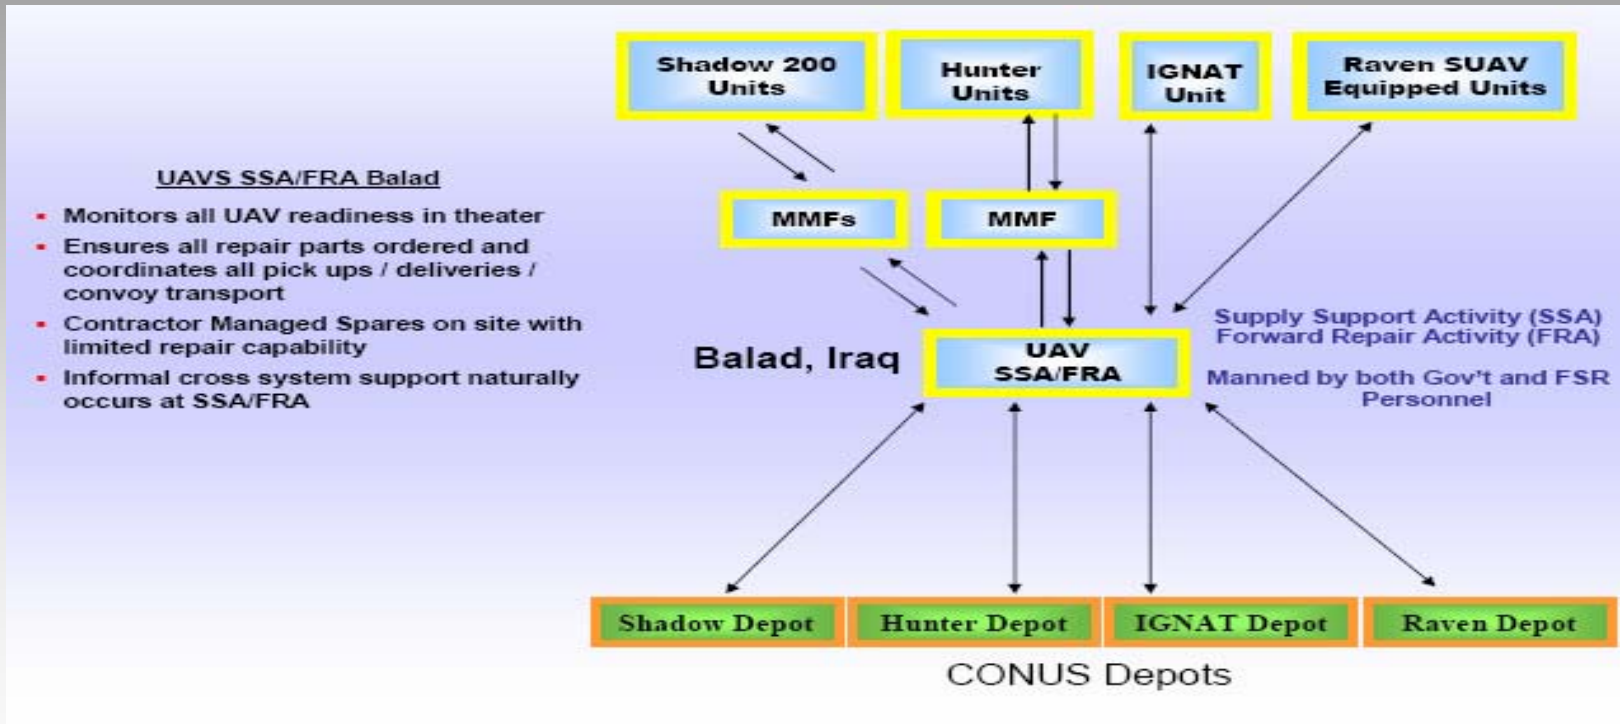 Shadow 200
Units
Hunter
Units
IGNAT
Unit
Raven SUAV
Equipped Units
UAVS SSA/FRA Balad
▪ Monitors all UAV readiness in theater
▪ Ensures all repair parts ordered and
coordinates all pick ups / deliveries /
convoy transport
▪ Contractor Managed Spares on site with
limited repair capability
▪ Informal cross system support naturally
occurs at SSA/FRA
MMFs
MMF
Balad, Iraq
UAV
SSA/FRA
Supply Support Activity (SSA)
Forward Repair Activity (FRA)
Manned by both Gov't and FSR
Personnel
Shadow Depot
Hunter Depot
IGNAT Depot
Raven Depot
CONUS Depots